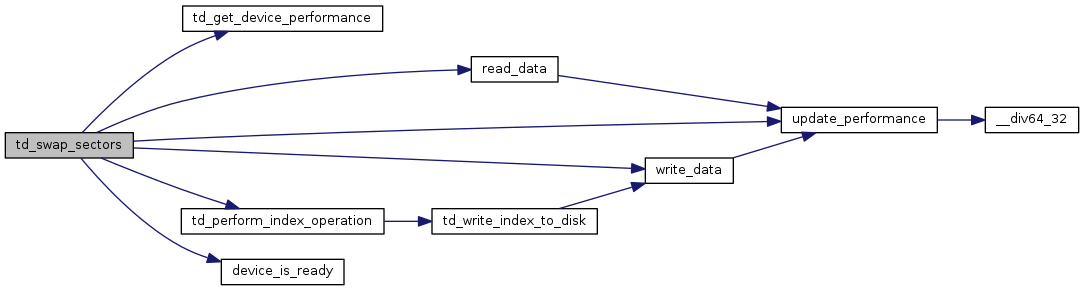 td_get_device_performance
read_data
update_performance
__div64_32
td_swap_sectors
write_data
td_perform_index_operation
td_write_index_to_disk
device_is_ready